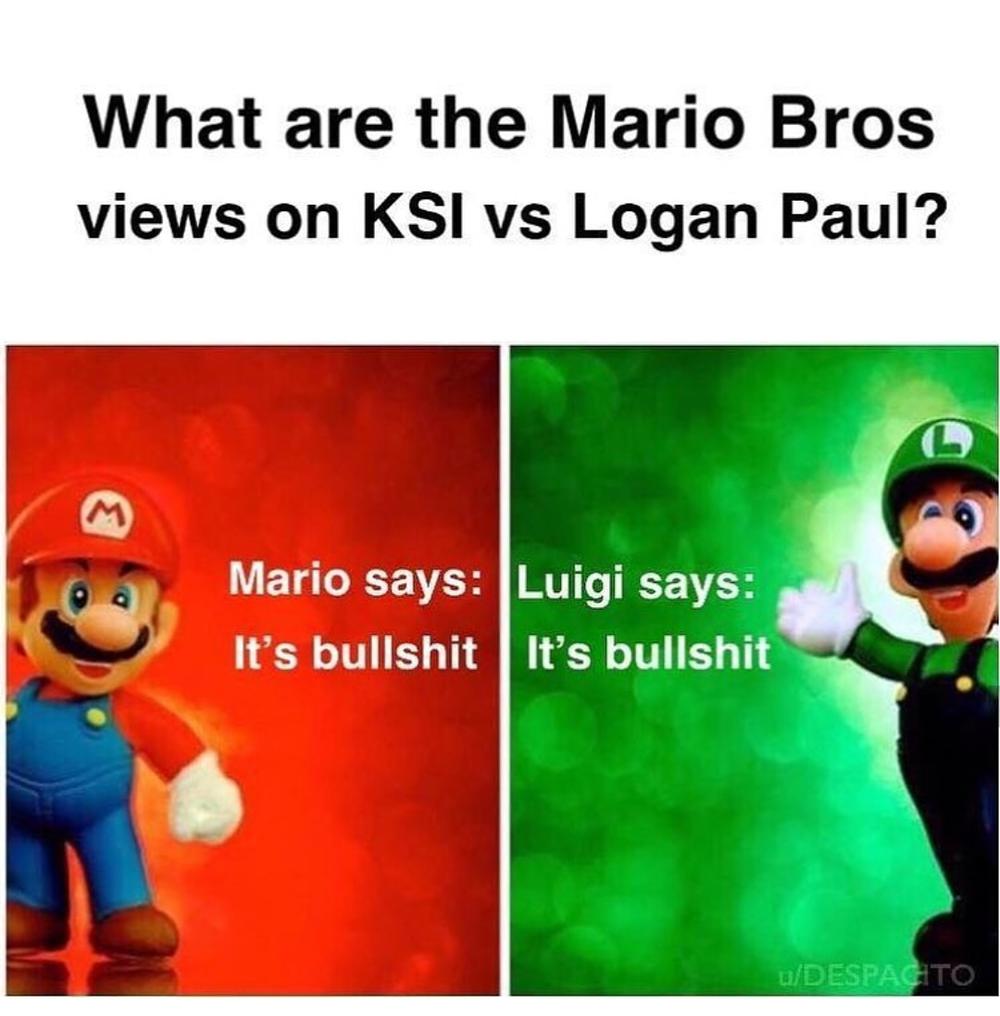 What are the Mario Bros
views on KSI vs Logan Paul?
M
L
Mario says:
It's bullshit
Luigi says:
It's bullshit
u/DESPACITO